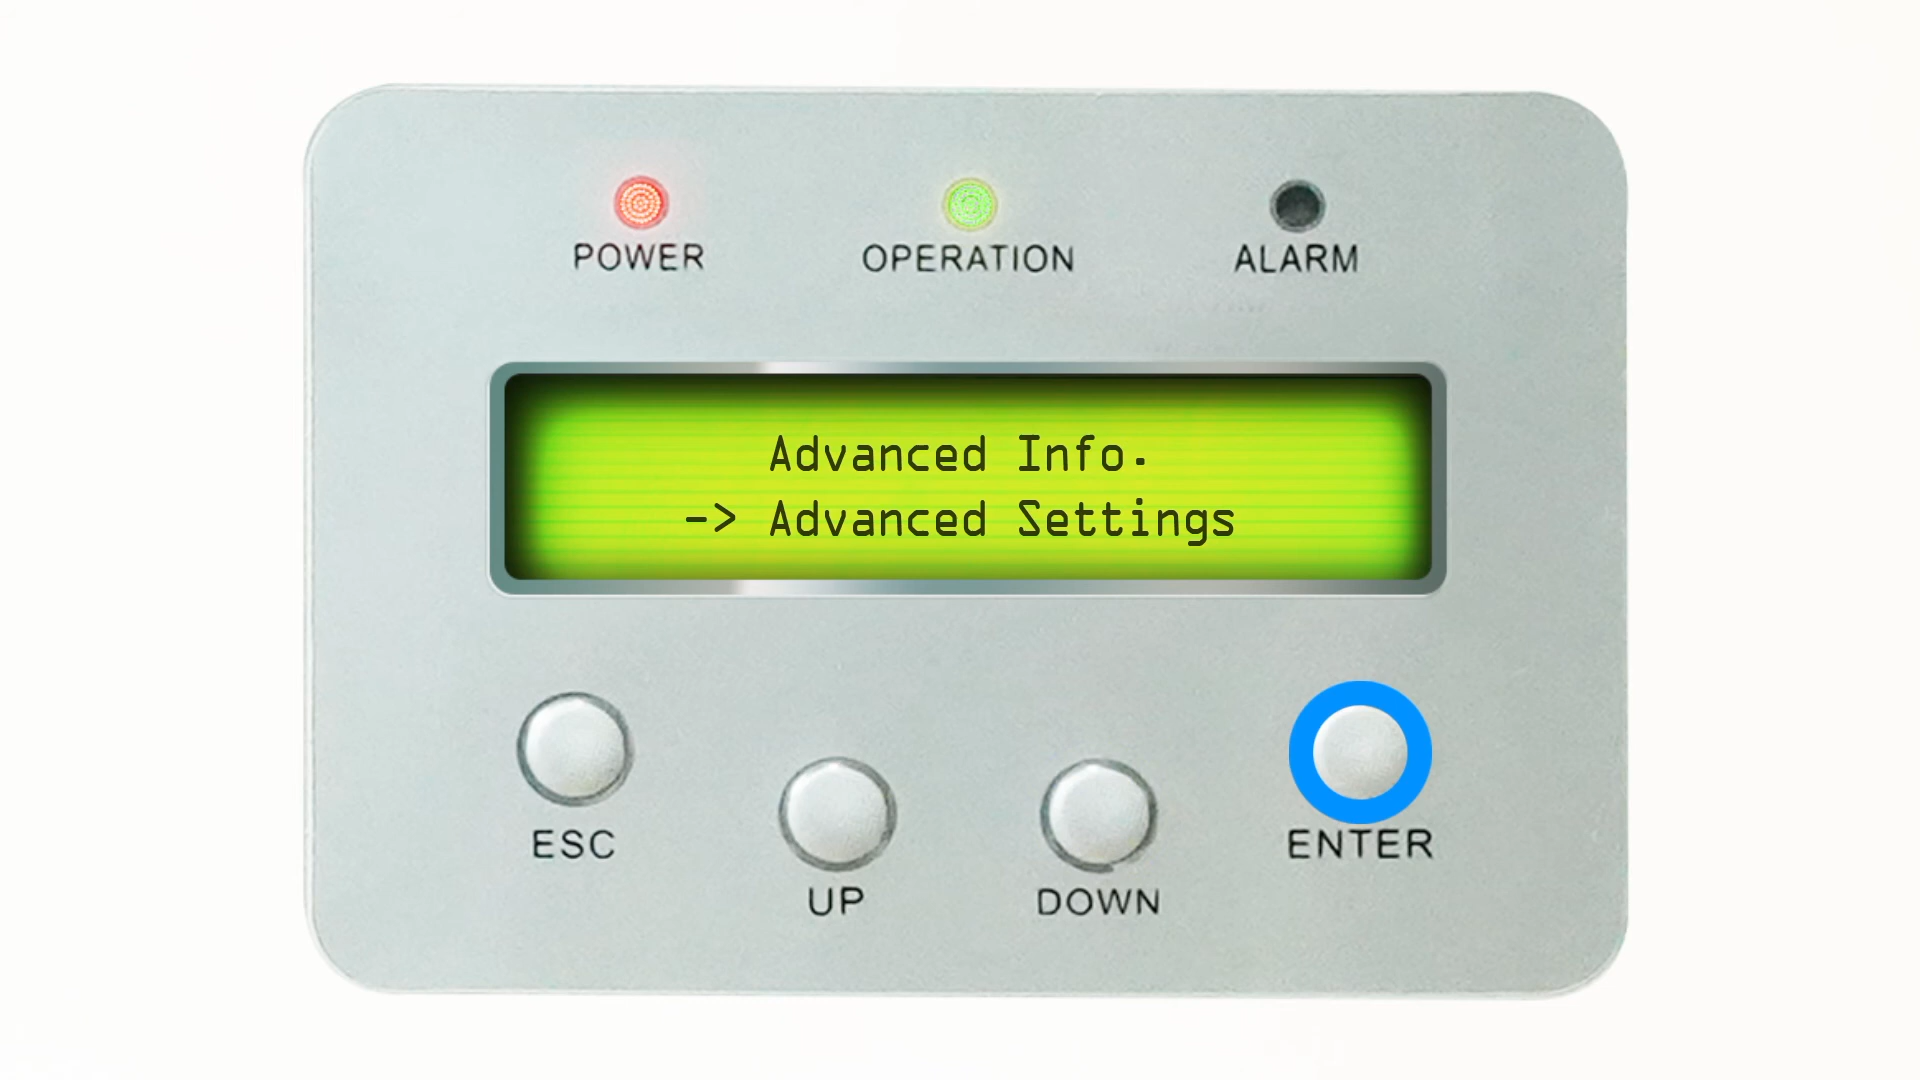 POWER
OPERATION
ALARM
Advanced Info.
-> Advanced Settings
ESC
UP
DOWN
ENTER